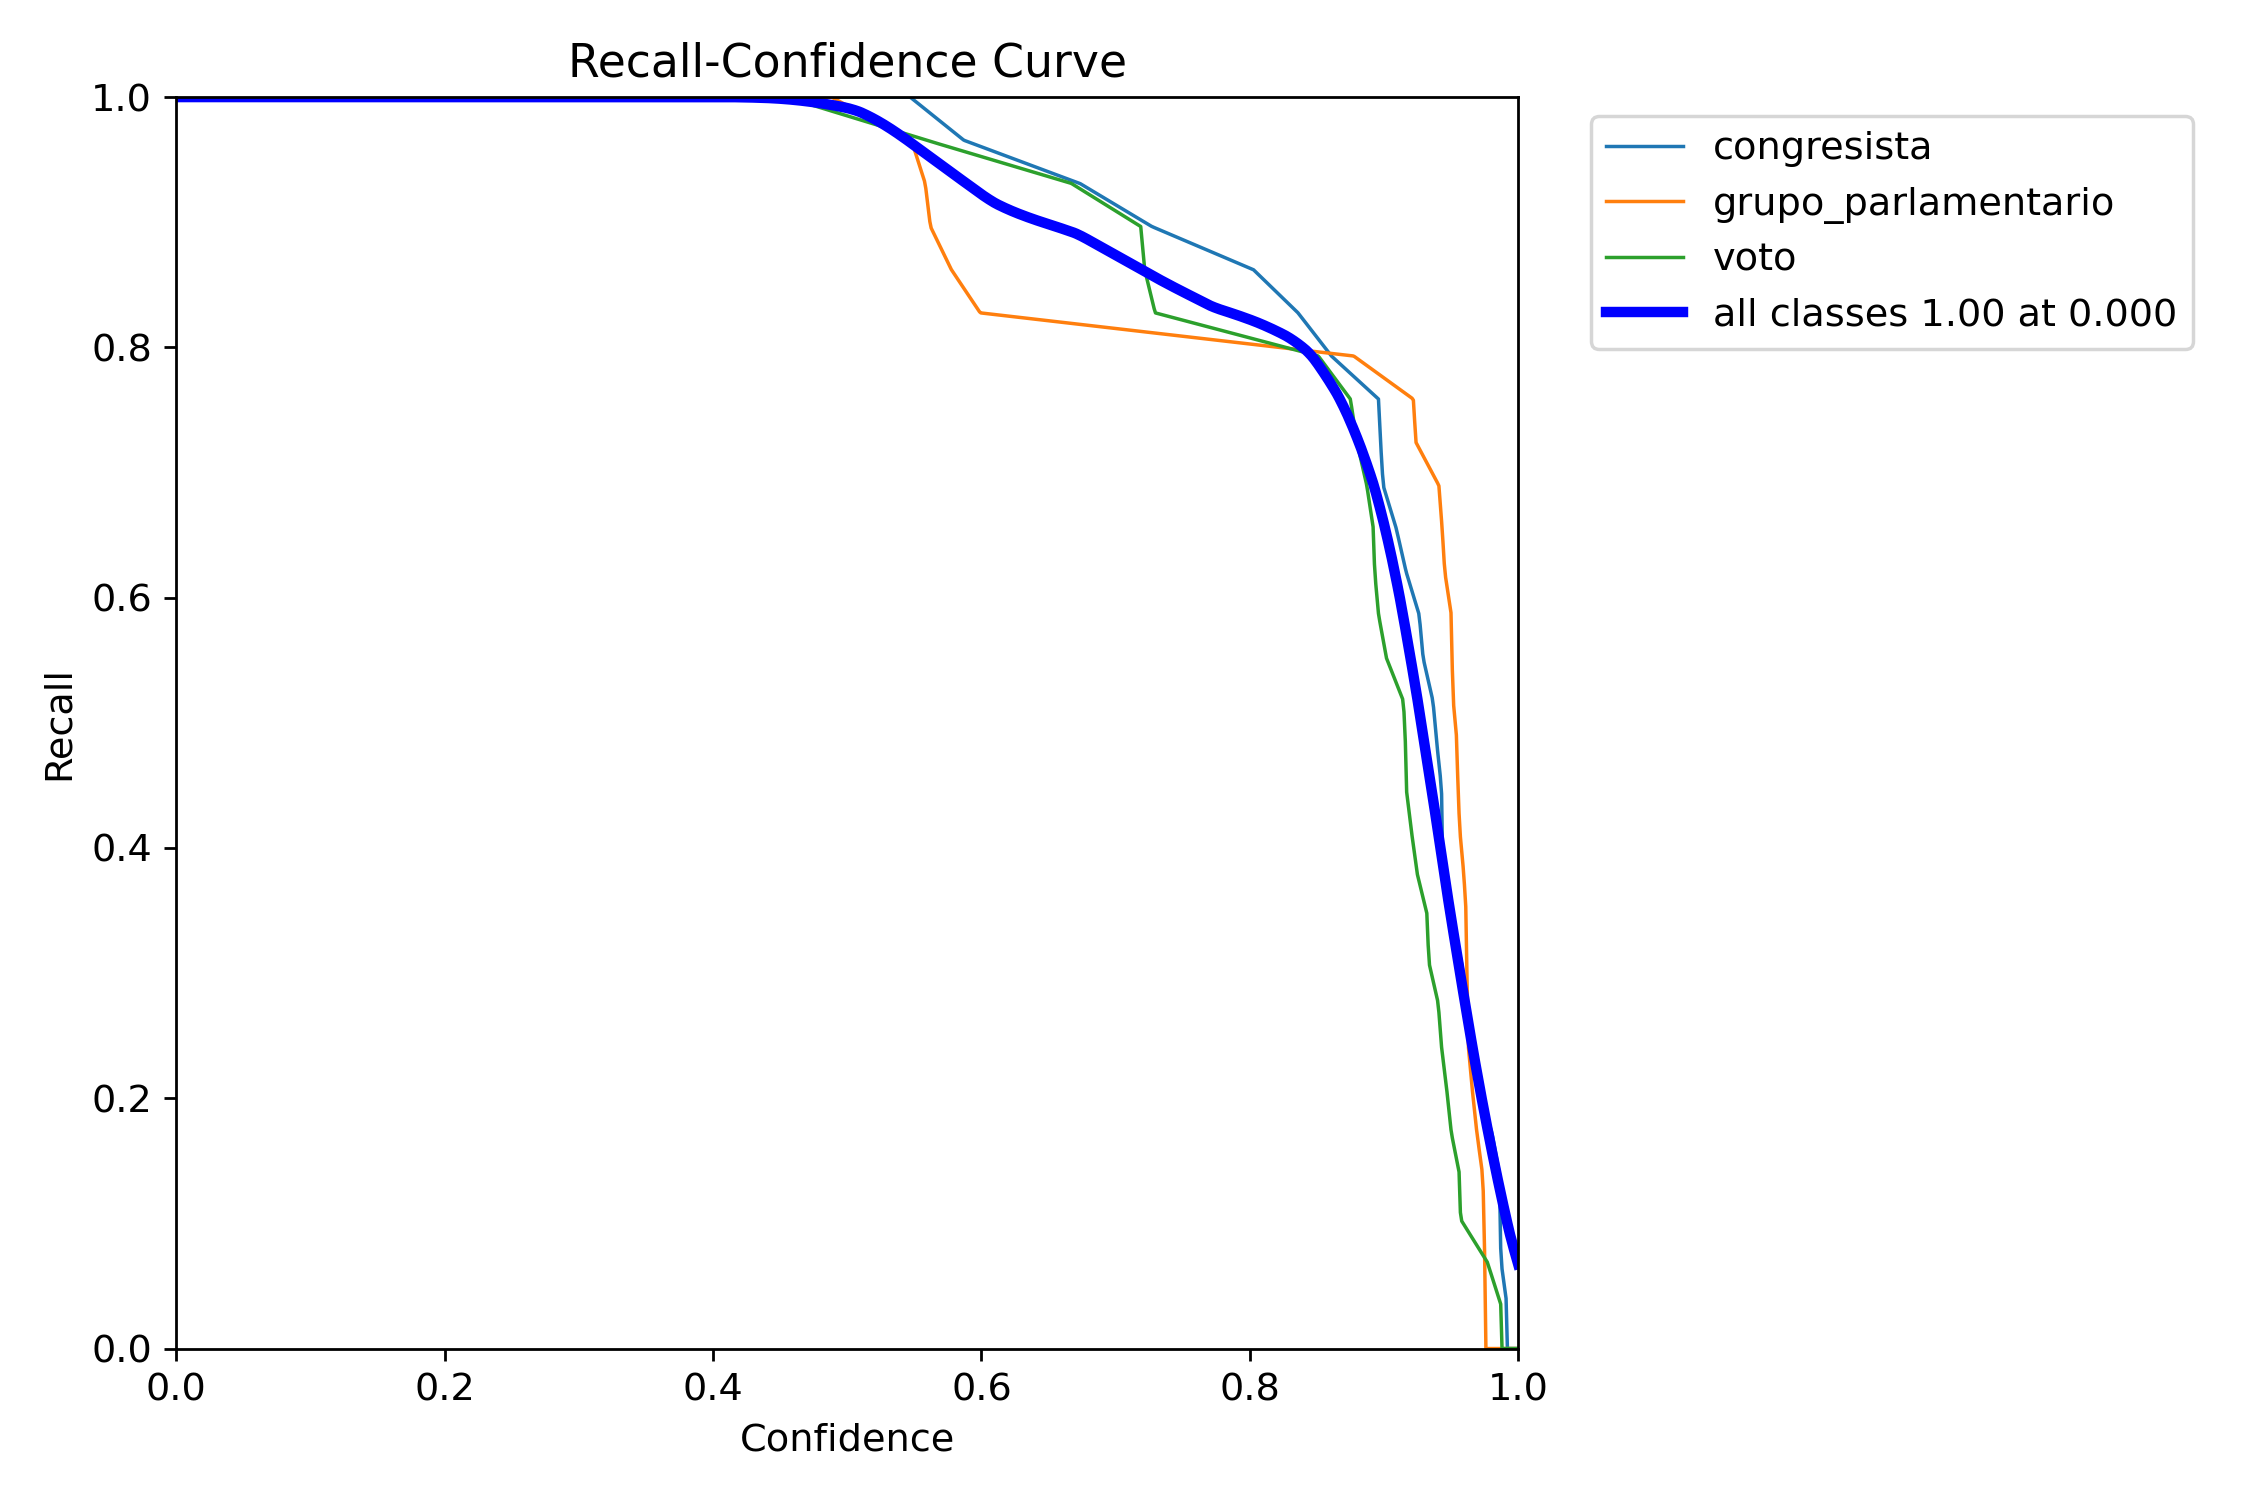 Recall-Confidence Curve
1.0
0.8
0.6
0.4
0.2
0.0
Recall
0.0 0.2 0.4 0.6 0.8 1.0
Confidence
congresista
grupo_parlamentario
voto
all classes 1.00 at 0.000